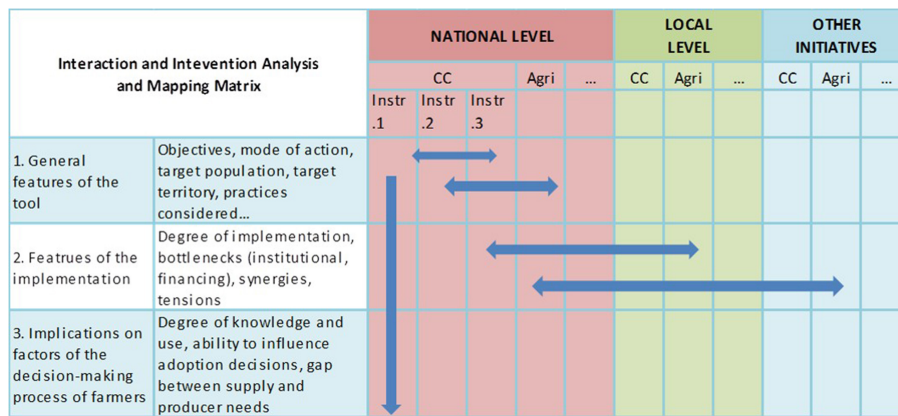 Interaction and Intevention Analysis
and Mapping Matrix
NATIONAL LEVEL
LOCAL
LEVEL
OTHER
INITIATIVES
CC
Agri
...
CC
Agri
...
CC
Agri
...
Instr
.1
Instr
.2
Instr
.3
1. General
features of the
tool
Objectives, mode of action,
target population, target
territory, practices
considered…
2. Featrues of the
implementation
Degree of implementation,
bottlenecks (institutional,
financing), synergies,
tensions
3. Implications on
factors of the
decision-making
process of farmers
Degree of knowledge and
use, ability to influence
adoption decisions, gap
between supply and
producer needs